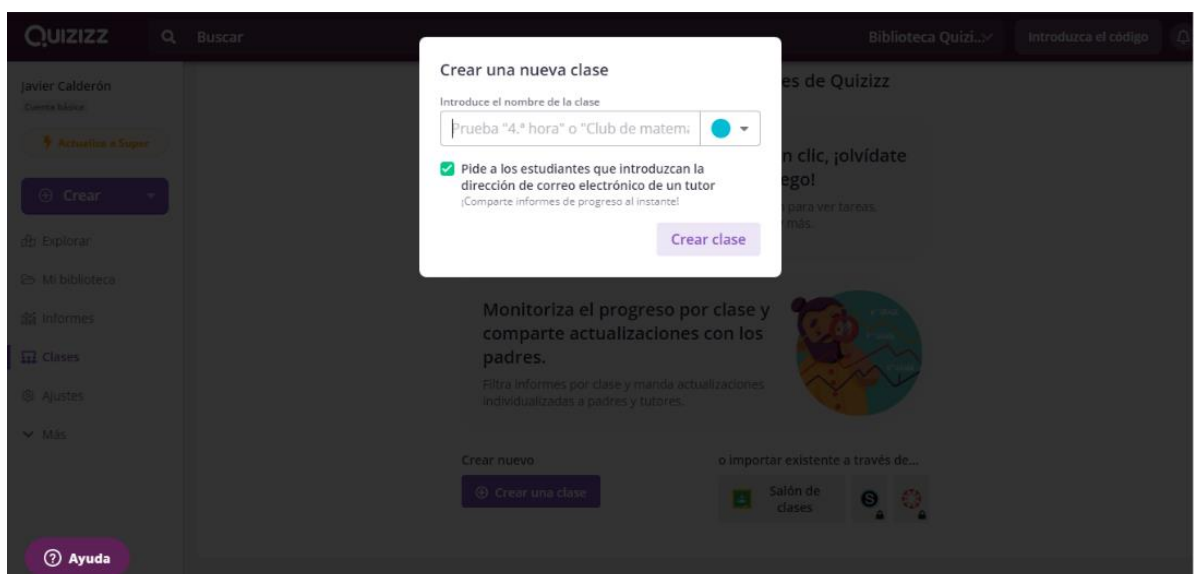 QUIZIZZ
Buscar
Biblioteca Quizi..
Introduzca el código
Javier Calderón
Cuenta básica
Actualiza a Super
Crear
Explorar
Mi biblioteca
Informes
Clases
Ajustes
Más
Ayuda
Crear una nueva clase
Introduce el nombre de la clase
Prueba "4.ª hora" o "Club de matema
Pide a los estudiantes que introduzcan la
dirección de correo electrónico de un tutor
¡Comparte informes de progreso al instante!
Crear clase
es de Quizizz
n clic, ¡olvídate
ego!
para ver tareas,
más.
Monitoriza el progreso por clase y
comparte actualizaciones con los
padres.
Filtra informes por clase y manda actualizaciones
individualizadas a padres y tutores.
Crear nuevo
Crear una clase
o importar existente a través de...
Salón de
clases